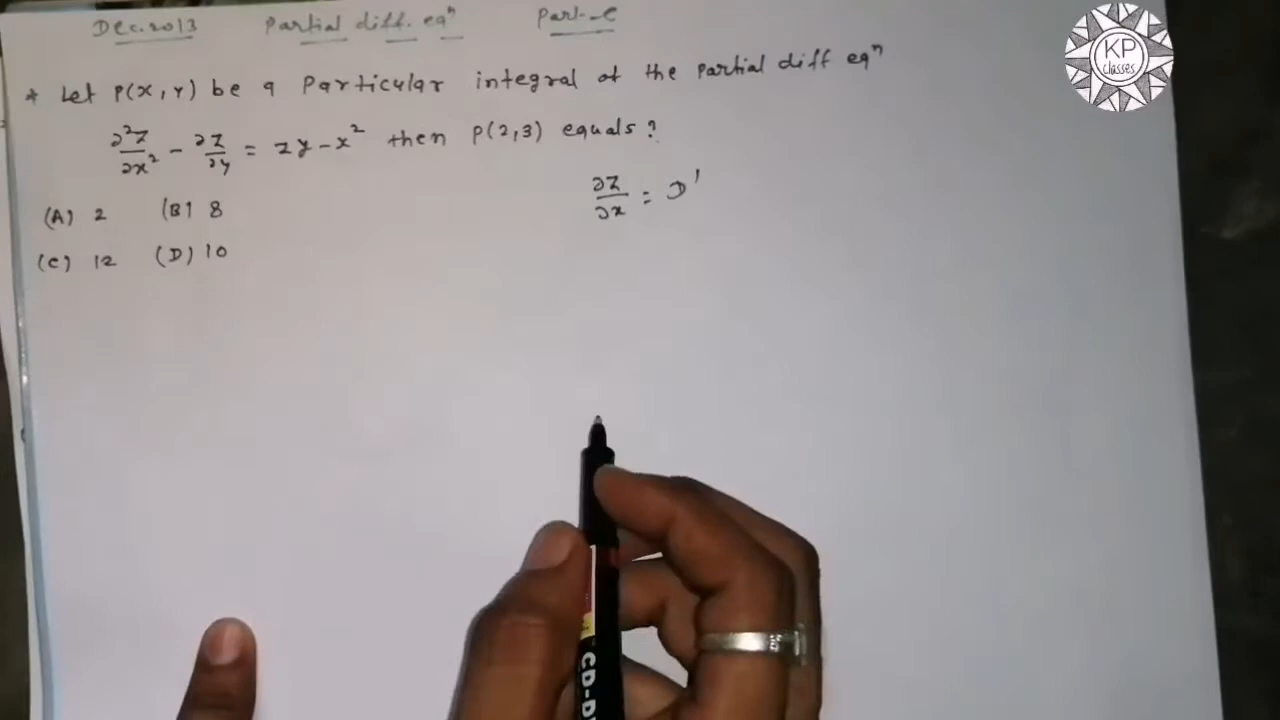 Dec. 2013 Partial diff. eqⁿ Part-C
* Let P(x,y) be a Particular integral of the partial diff eqⁿ
∂²z/∂x² - ∂z/∂y = 2y - x² then P(2,3) equals?
(A) 2 (B) 8
(C) 12 (D) 10
∂z/∂x = D'
KP
classes
CD-D